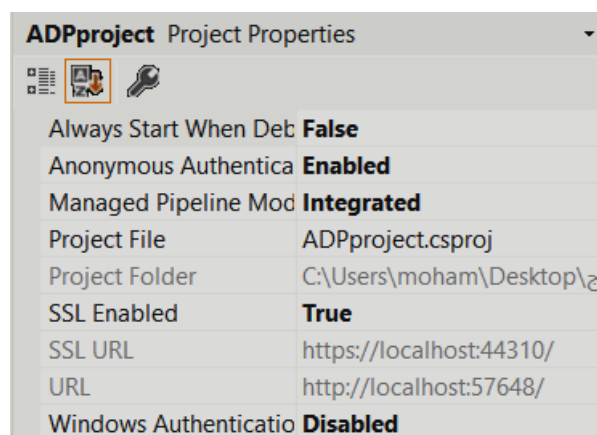 ADPproject Project Properties
Always Start When Deb False
Anonymous Authentica Enabled
Managed Pipeline Mod Integrated
Project File ADPproject.csproj
Project Folder C:\Users\moham\Desktop\
SSL Enabled True
SSL URL https://localhost:44310/
URL http://localhost:57648/
Windows Authenticatio Disabled